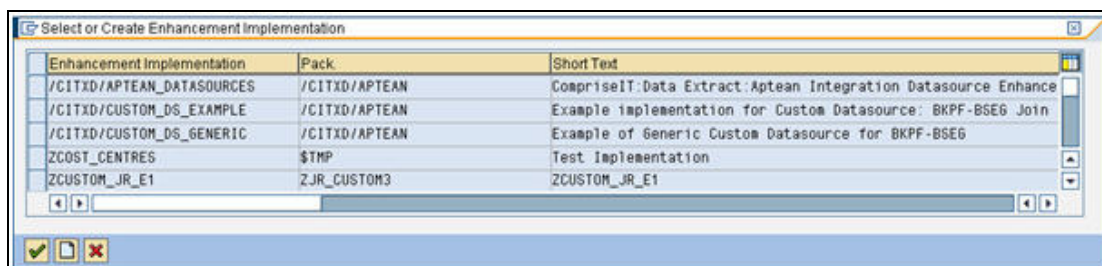 Select or Create Enhancement Implementation
Enhancement Implementation Pack. Short Text
/CITXD/APTEAN_DATASOURCES /CITXD/APTEAN CompriseIT:Data Extract:Aptean Integration Datasource Enhance
/CITXD/CUSTOM_DS_EXAMPLE /CITXD/APTEAN Example implementation for Custom Datasource: BKPF-BSEG Join
/CITXD/CUSTOM_DS_GENERIC /CITXD/APTEAN Example of Generic Custom Datasource for BKPF-BSEG
ZCOST_CENTRES $TMP Test Implementation
ZCUSTOM_JR_E1 ZJR_CUSTOM3 ZCUSTOM_JR_E1